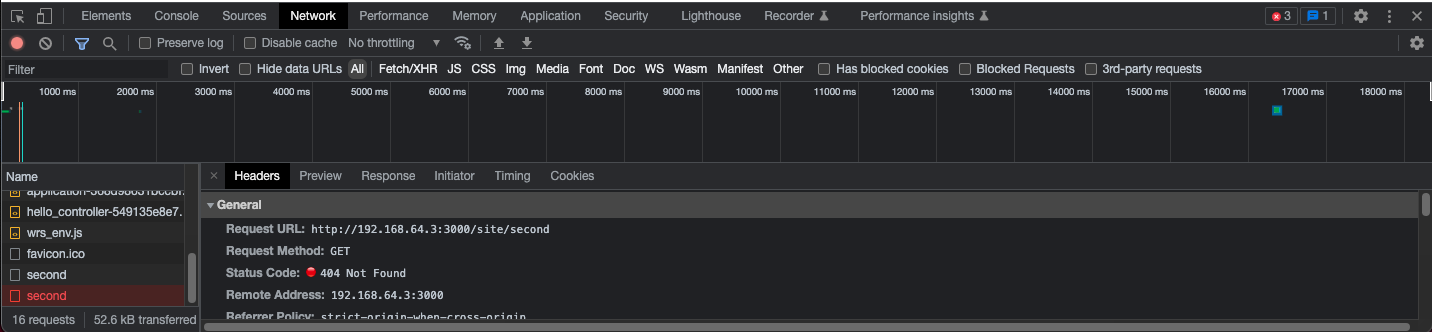 Elements Console Sources Network Performance Memory Application Security Lighthouse Recorder Performance insights 3 1
Preserve log Disable cache No throttling
Filter Invert Hide data URLs All Fetch/XHR JS CSS Img Media Font Doc WS Wasm Manifest Other Has blocked cookies Blocked Requests 3rd-party requests
1000 ms 2000 ms 3000 ms 4000 ms 5000 ms 6000 ms 7000 ms 8000 ms 9000 ms 10000 ms 11000 ms 12000 ms 13000 ms 14000 ms 15000 ms 16000 ms 17000 ms 18000 ms
Name
hello_controller-549135e8e7.
wrs_env.js
favicon.ico
second
second
16 requests 52.6 kB transferred
Headers Preview Response Initiator Timing Cookies
General
Request URL: http://192.168.64.3:3000/site/second
Request Method: GET
Status Code: 404 Not Found
Remote Address: 192.168.64.3:3000
Referrer Policy: strict-origin-when-cross-origin